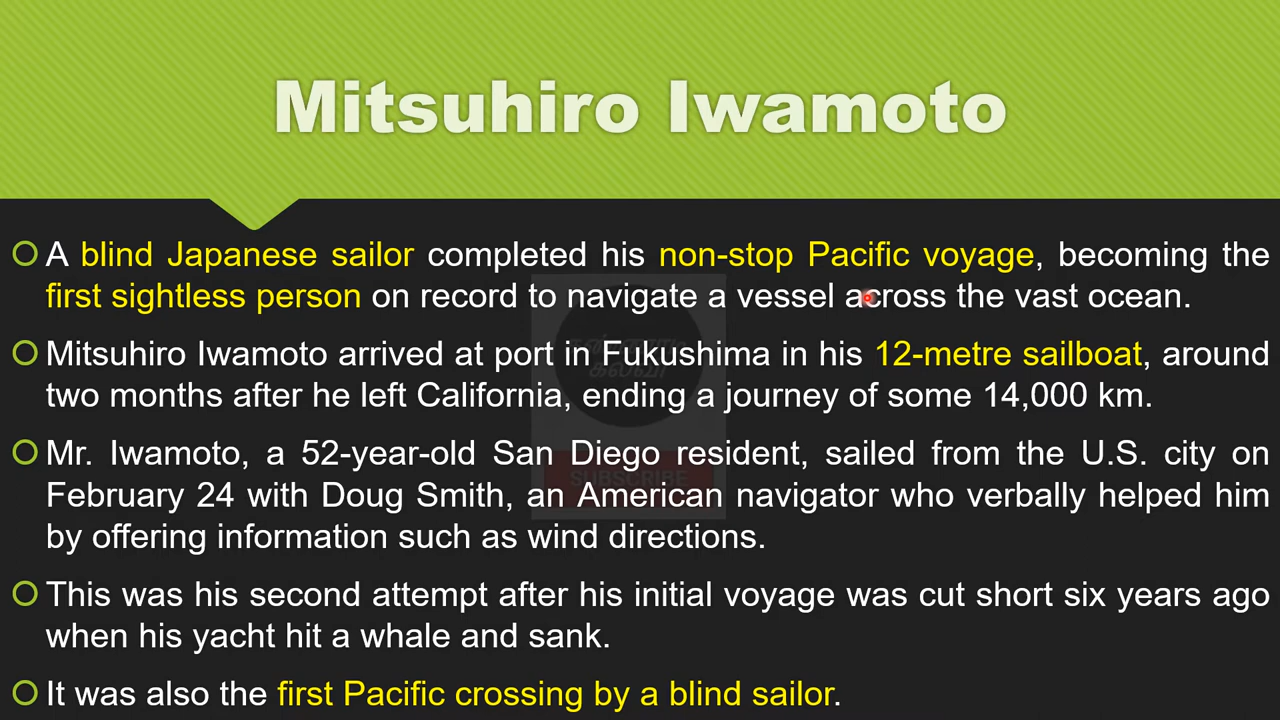 Mitsuhiro Iwamoto
A blind Japanese sailor completed his non-stop Pacific voyage, becoming the
first sightless person on record to navigate a vessel across the vast ocean.
Mitsuhiro Iwamoto arrived at port in Fukushima in his 12-metre sailboat, around
two months after he left California, ending a journey of some 14,000 km.
Mr. Iwamoto, a 52-year-old San Diego resident, sailed from the U.S. city on
February 24 with Doug Smith, an American navigator who verbally helped him
by offering information such as wind directions.
SUBSCRIBE
This was his second attempt after his initial voyage was cut short six years ago
when his yacht hit a whale and sank.
It was also the first Pacific crossing by a blind sailor.